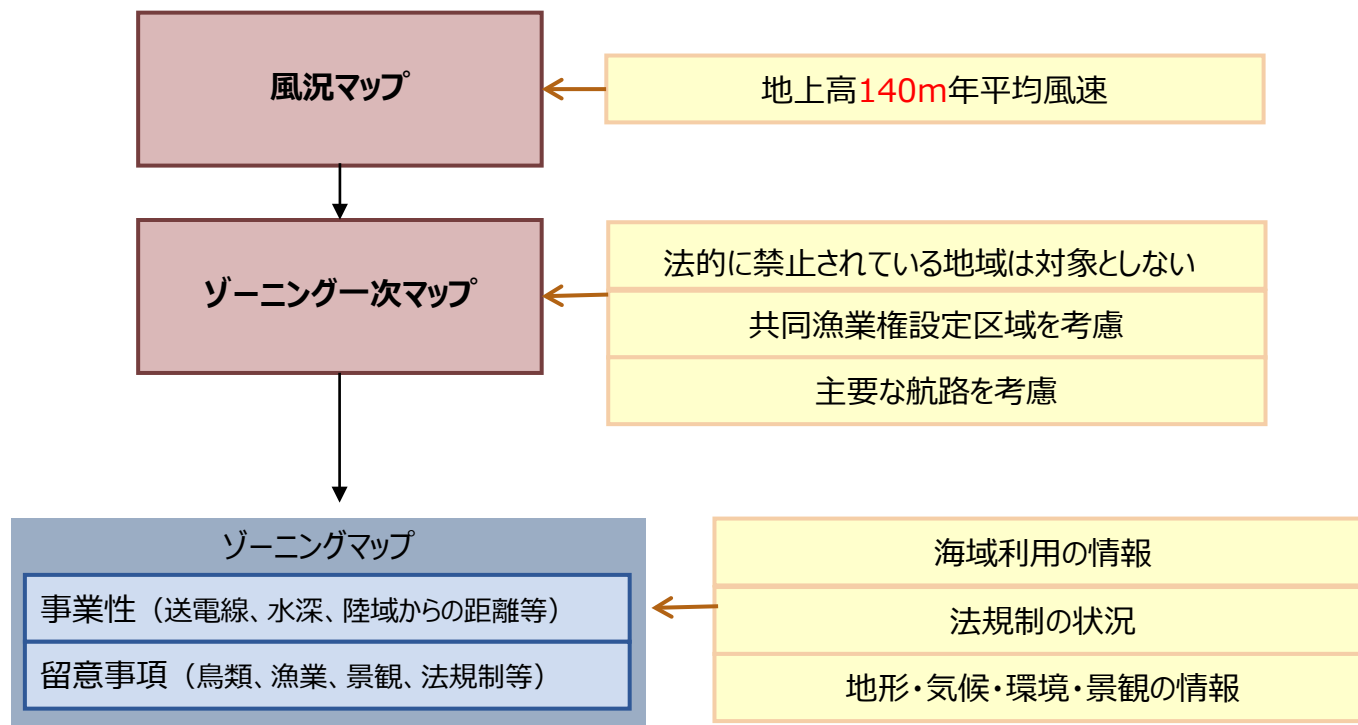 風況マップ
地上高140m年平均風速
ゾーニング一次マップ
法的に禁止されている地域は対象としない
共同漁業権設定区域を考慮
主要な航路を考慮
ゾーニングマップ
事業性（送電線、水深、陸域からの距離等）
留意事項（鳥類、漁業、景観、法規制等）
海域利用の情報
法規制の状況
地形・気候・環境・景観の情報